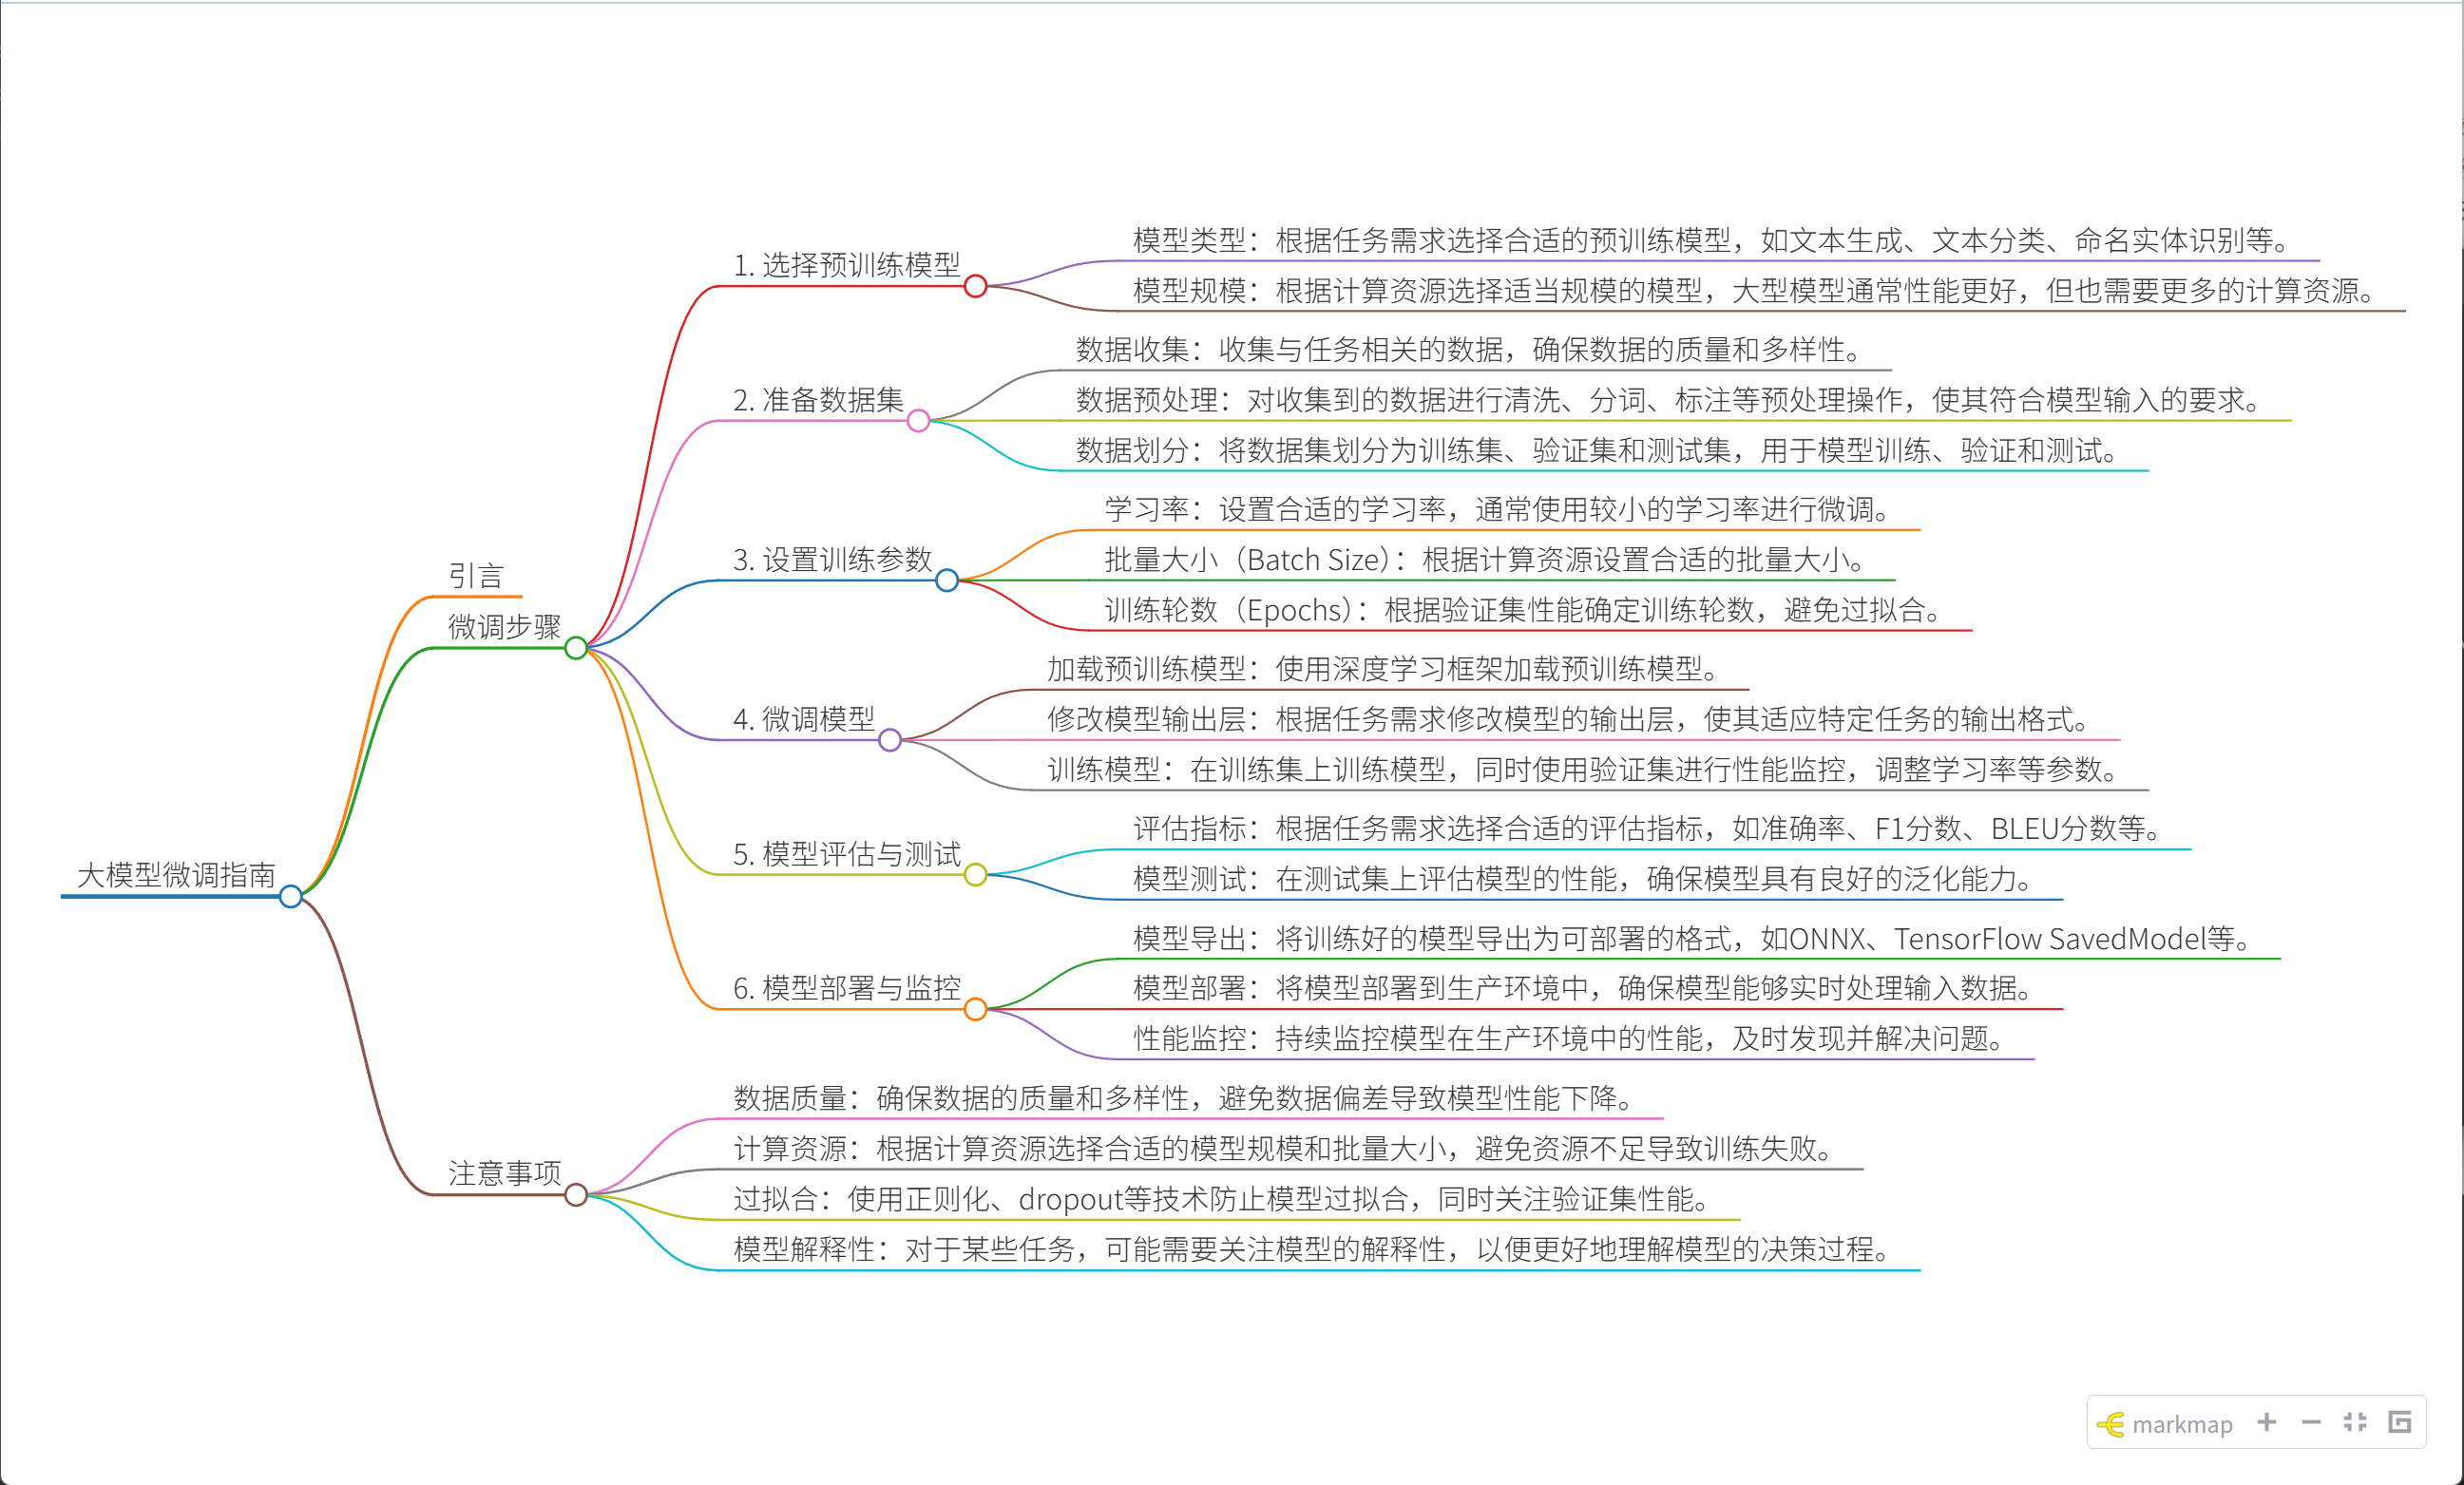 大模型微调指南
引言
微调步骤
1. 选择预训练模型
模型类型：根据任务需求选择合适的预训练模型，如文本生成、文本分类、命名实体识别等。
模型规模：根据计算资源选择适当规模的模型，大型模型通常性能更好，但也需要更多的计算资源。
2. 准备数据集
数据收集：收集与任务相关的数据，确保数据的质量和多样性。
数据预处理：对收集到的数据进行清洗、分词、标注等预处理操作，使其符合模型输入的要求。
数据划分：将数据集划分为训练集、验证集和测试集，用于模型训练、验证和测试。
3. 设置训练参数
学习率：设置合适的学习率，通常使用较小的学习率进行微调。
批量大小（Batch Size）：根据计算资源设置合适的批量大小。
训练轮数（Epochs）：根据验证集性能确定训练轮数，避免过拟合。
4. 微调模型
加载预训练模型：使用深度学习框架加载预训练模型。
修改模型输出层：根据任务需求修改模型的输出层，使其适应特定任务的输出格式。
训练模型：在训练集上训练模型，同时使用验证集进行性能监控，调整学习率等参数。
5. 模型评估与测试
评估指标：根据任务需求选择合适的评估指标，如准确率、F1分数、BLEU分数等。
模型测试：在测试集上评估模型的性能，确保模型具有良好的泛化能力。
6. 模型部署与监控
模型导出：将训练好的模型导出为可部署的格式，如ONNX、TensorFlow SavedModel等。
模型部署：将模型部署到生产环境中，确保模型能够实时处理输入数据。
性能监控：持续监控模型在生产环境中的性能，及时发现并解决问题。
注意事项
数据质量：确保数据的质量和多样性，避免数据偏差导致模型性能下降。
计算资源：根据计算资源选择合适的模型规模和批量大小，避免资源不足导致训练失败。
过拟合：使用正则化、dropout等技术防止模型过拟合，同时关注验证集性能。
模型解释性：对于某些任务，可能需要关注模型的解释性，以便更好地理解模型的决策过程。
markmap